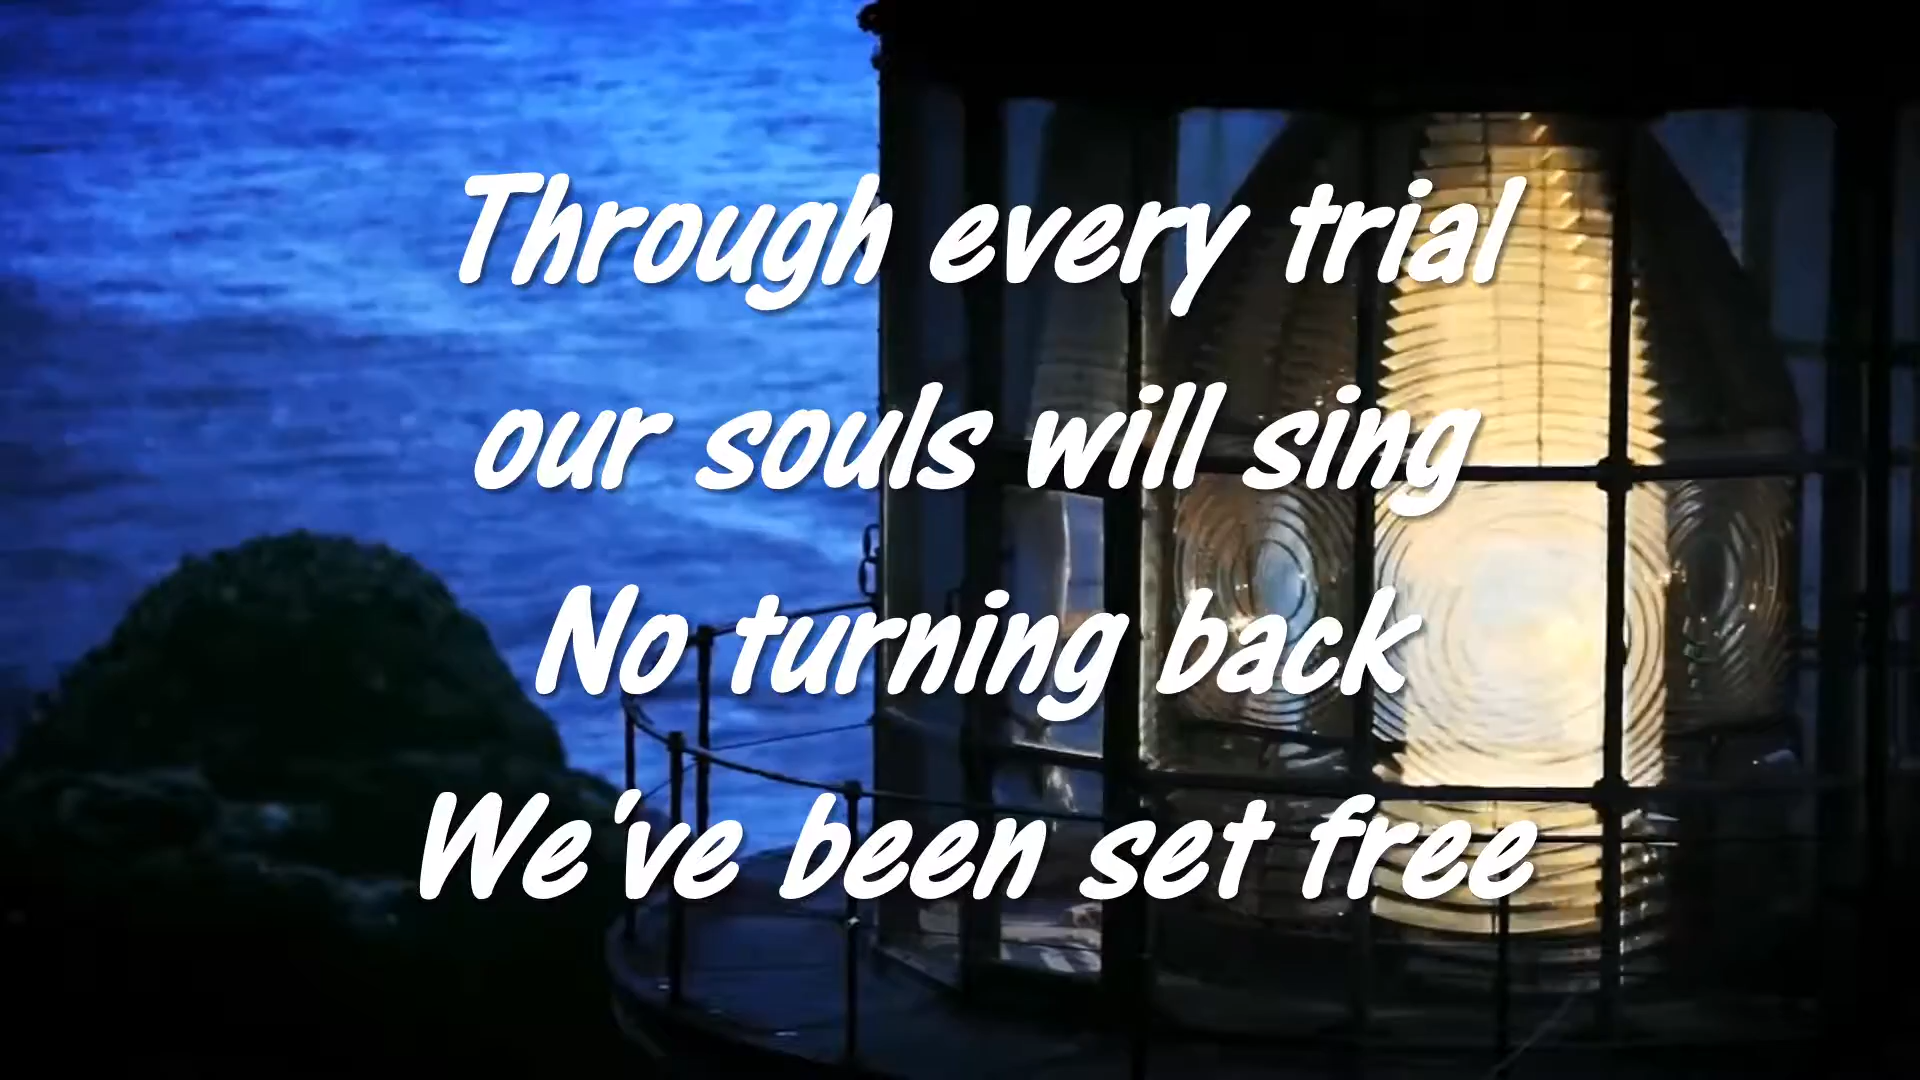 Through every trial
our souls will sing
No turning back
We've been set free